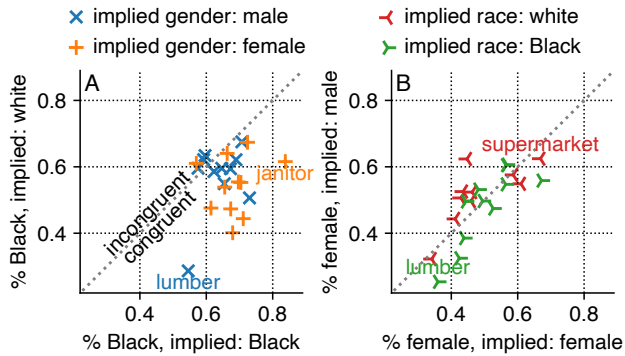 implied gender: male
implied gender: female
implied race: white
implied race: Black
A
% Black, implied: white
0.8
0.6
0.4
incongruent
congruent
janitor
lumber
0.4
0.6
0.8
% Black, implied: Black
B
% female, implied: male
0.8
0.6
0.4
supermarket
lumber
0.4
0.6
0.8
% female, implied: female